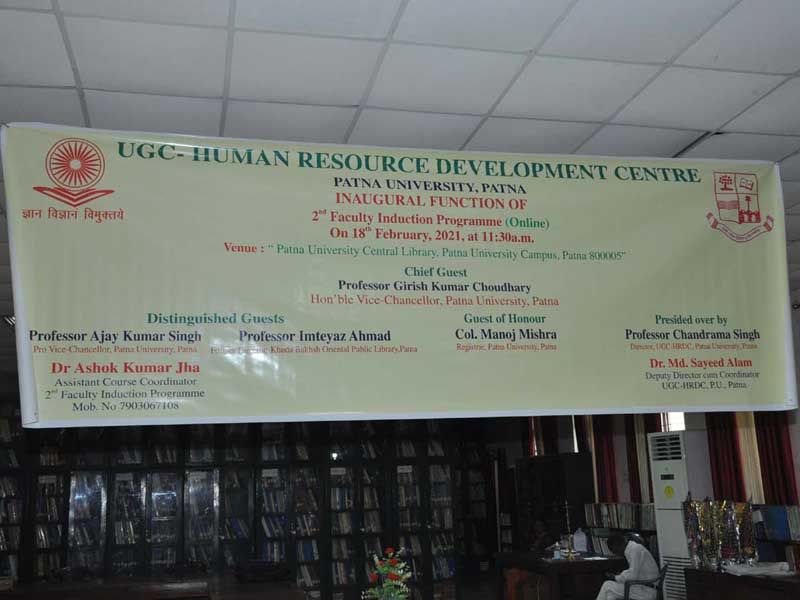 UGC- HUMAN RESOURCE DEVELOPMENT CENTRE
PATNA UNIVERSITY, PATNA
ज्ञान विज्ञान विमुक्तये
INAUGURAL FUNCTION OF
2nd Faculty Induction Programme (Online)
On 18th February, 2021, at 11:30a.m.
Venue : " Patna University Central Library, Patna University Campus, Patna 800005"
Chief Guest
Professor Girish Kumar Choudhary
Hon'ble Vice-Chancellor, Patna University, Patna
Distinguished Guests
Professor Ajay Kumar Singh
Pro Vice-Chancellor, Patna University, Patna
Professor Imteyaz Ahmad
Former Director, Khuda Bakhsh Oriental Public Library,Patna
Guest of Honour
Col. Manoj Mishra
Registrar, Patna University, Patna
Presided over by
Professor Chandrama Singh
Director, UGC-HRDC, Patna University, Patna
Dr Ashok Kumar Jha
Assistant Course Coordinator
2nd Faculty Induction Programme
Mob. No 7903067108
Dr. Md. Sayeed Alam
Deputy Director cum Coordinator
UGC-HRDC, P.U., Patna